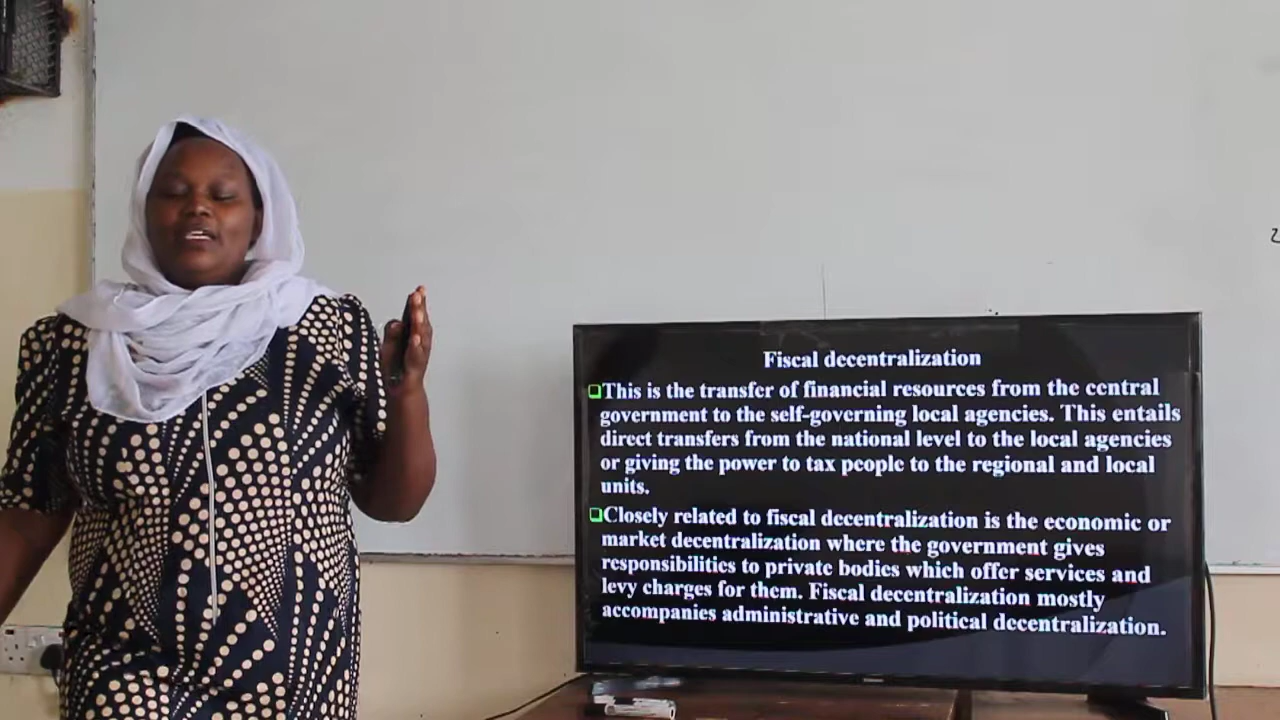 Fiscal decentralization
This is the transfer of financial resources from the central
government to the self-governing local agencies. This entails
direct transfers from the national level to the local agencies
or giving the power to tax people to the regional and local
units.
Closely related to fiscal decentralization is the economic or
market decentralization where the government gives
responsibilities to private bodies which offer services and
levy charges for them. Fiscal decentralization mostly
accompanies administrative and political decentralization.